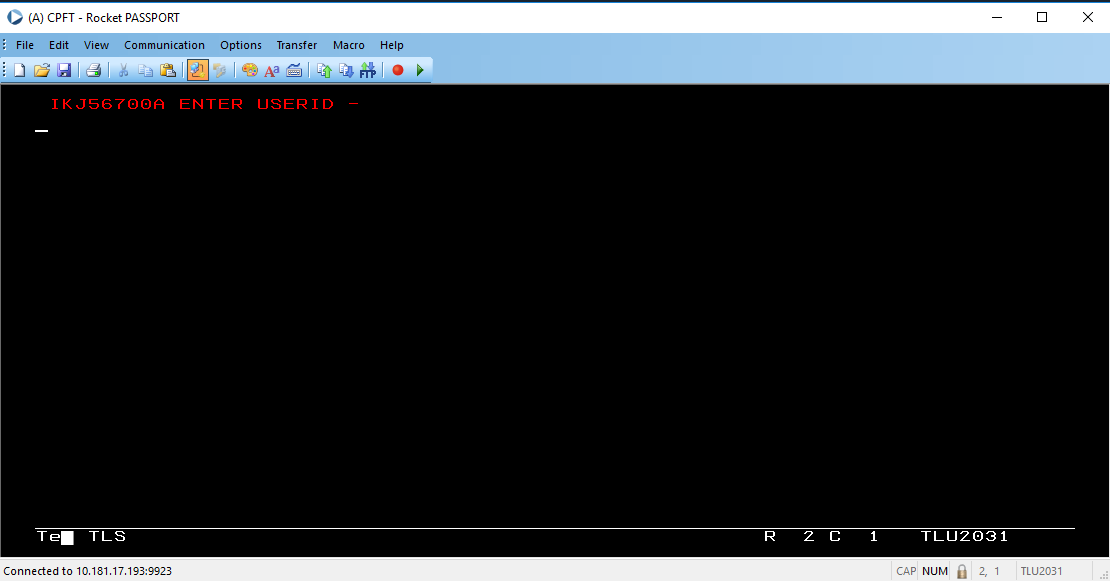 (A) CPFT - Rocket PASSPORT
File Edit View Communication Options Transfer Macro Help
FTP
IKJ56700A ENTER USERID -
Te TLS R 2 C 1 TLU2031
Connected to 10.181.17.193:9923 CAP NUM 2, 1 TLU2031